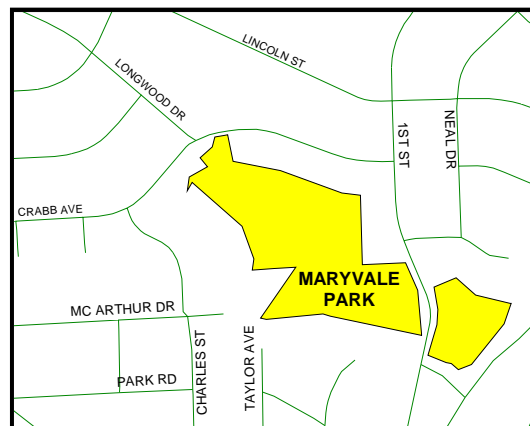 LINCOLN ST
LONGWOOD DR
1ST ST
NEAL DR
CRABB AVE
MARYVALE
PARK
MC ARTHUR DR
CHARLES ST
TAYLOR AVE
PARK RD